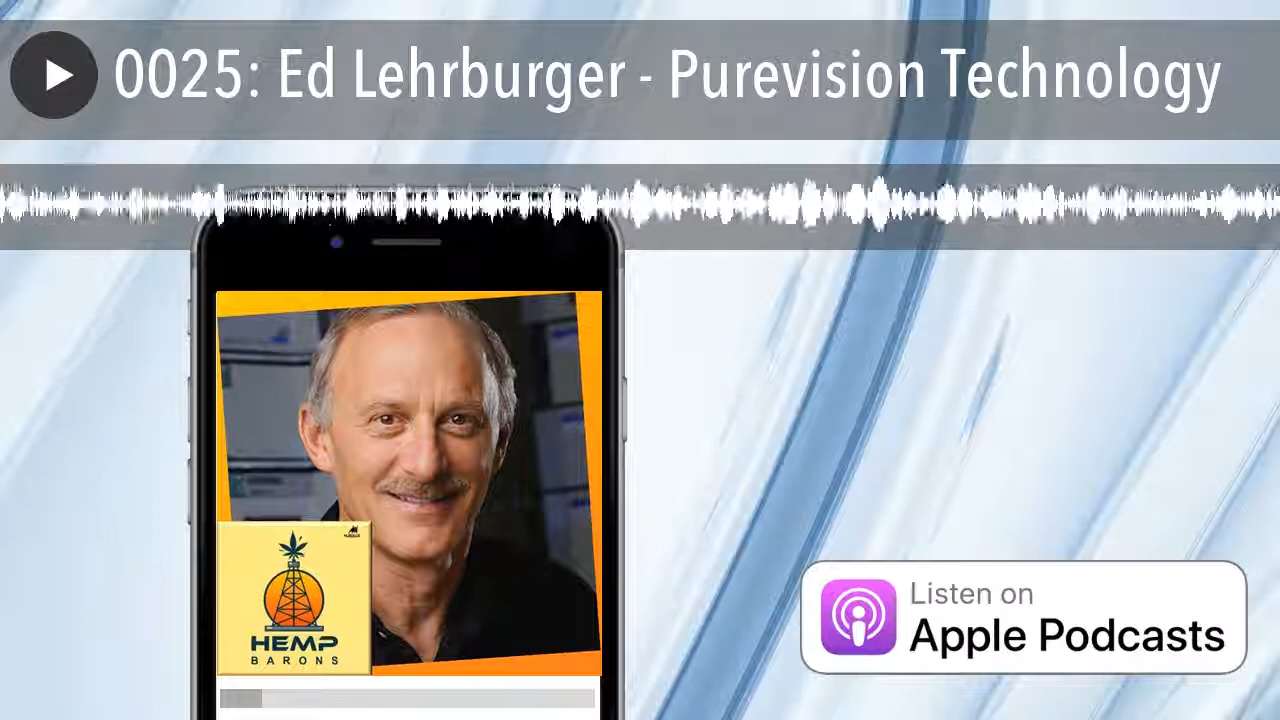 0025: Ed Lehrburger - Purevision Technology
HEMP
BARONS
Listen on
Apple Podcasts